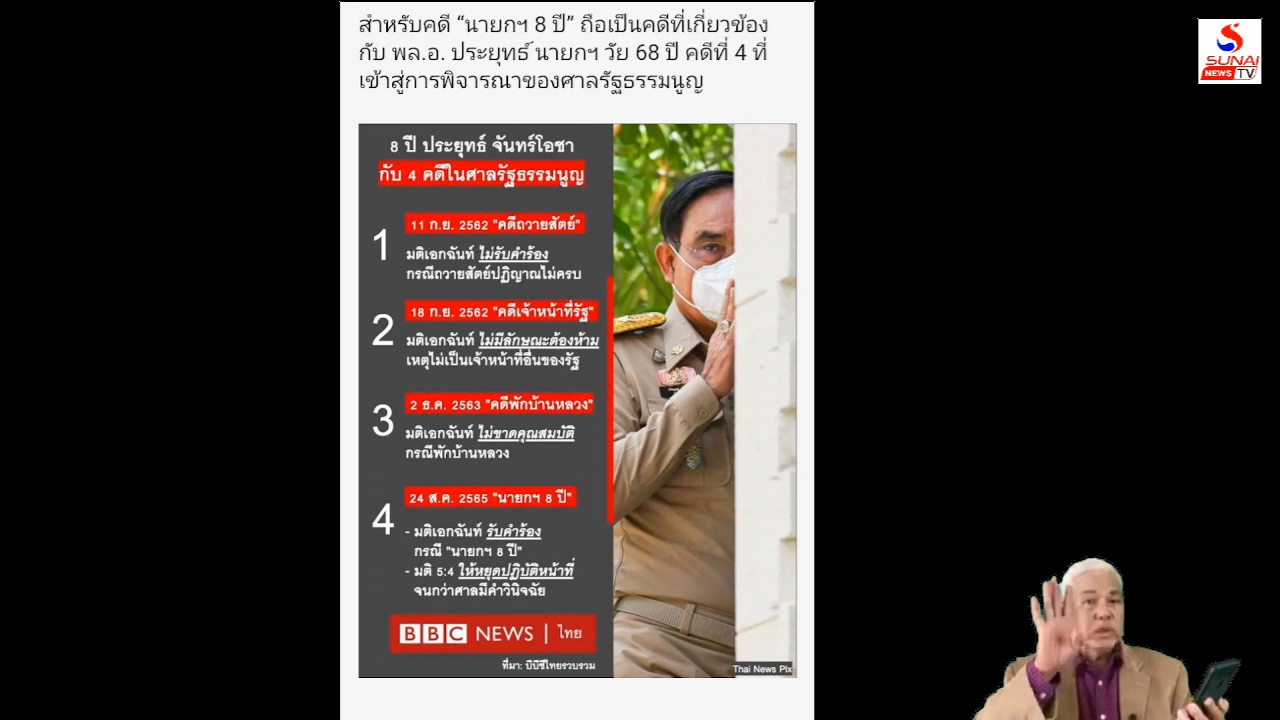 สำหรับคดี “นายกฯ 8 ปี” ถือเป็นคดีที่เกี่ยวข้อง
กับ พล.อ. ประยุทธ์ นายกฯ วัย 68 ปี คดีที่ 4 ที่
เข้าสู่การพิจารณาของศาลรัฐธรรมนูญ
SUNAI
NEWS TV
8 ปี ประยุทธ์ จันทร์โอชา
กับ 4 คดีในศาลรัฐธรรมนูญ
1
11 ก.ย. 2562 "คดีถวายสัตย์"
มติเอกฉันท์ ไม่รับคำร้อง
กรณีถวายสัตย์ปฏิญาณไม่ครบ
2
18 ก.ย. 2562 "คดีเจ้าหน้าที่รัฐ"
มติเอกฉันท์ ไม่มีลักษณะต้องห้าม
เหตุไม่เป็นเจ้าหน้าที่อื่นของรัฐ
3
2 ธ.ค. 2563 "คดีพักบ้านหลวง"
มติเอกฉันท์ ไม่ขาดคุณสมบัติ
กรณีพักบ้านหลวง
4
24 ส.ค. 2565 "นายกฯ 8 ปี"
- มติเอกฉันท์ รับคำร้อง
กรณี "นายกฯ 8 ปี"
- มติ 5:4 ให้หยุดปฏิบัติหน้าที่
จนกว่าศาลมีคำวินิจฉัย
BBC NEWS | ไทย
ที่มา: บีบีซีไทยรวบรวม
Thai News Pix